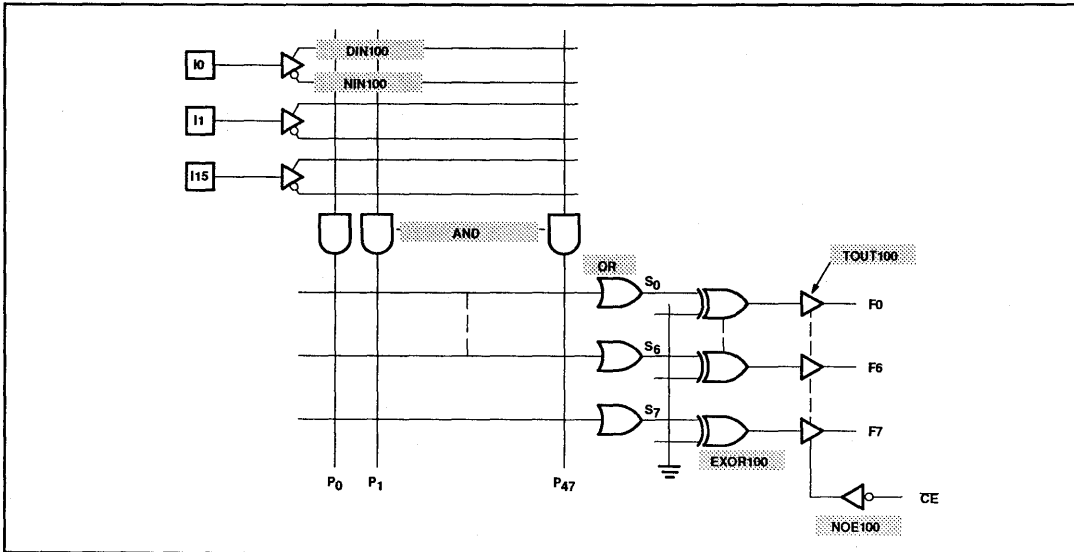 DIN100
I0
NIN100
I1
I15
AND
TOUT100
OR
S0
F0
S6
F6
S7
F7
EXOR100
P0 P1 P47
C̅E̅
NOE100